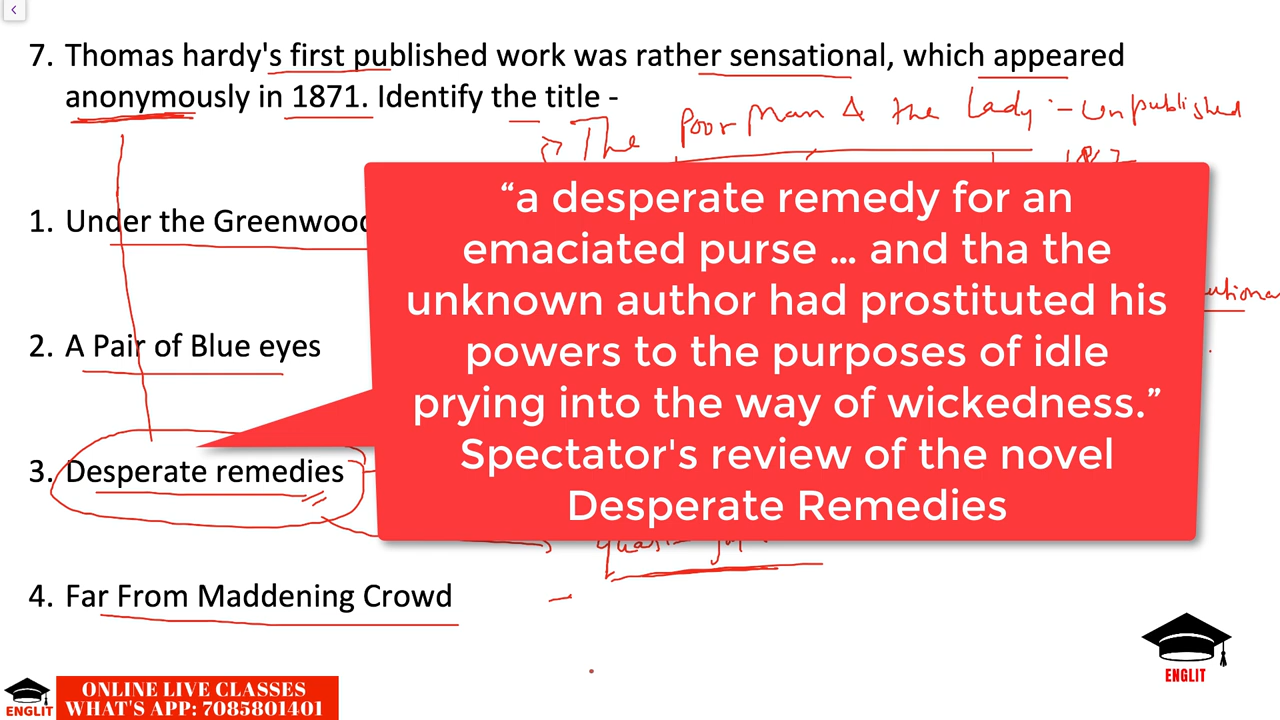 7. Thomas hardy's first published work was rather sensational, which appeared
anonymously in 1871. Identify the title -
The Poor Man & the Lady - Unpublished
1. Under the Greenwood
“a desperate remedy for an
emaciated purse ... and tha the
unknown author had prostituted his
powers to the purposes of idle
prying into the way of wickedness.”
Spectator's review of the novel
Desperate Remedies
2. A Pair of Blue eyes
3. Desperate remedies
4. Far From Maddening Crowd
ENGLIT
ONLINE LIVE CLASSES
WHAT'S APP: 7085801401
ENGLIT